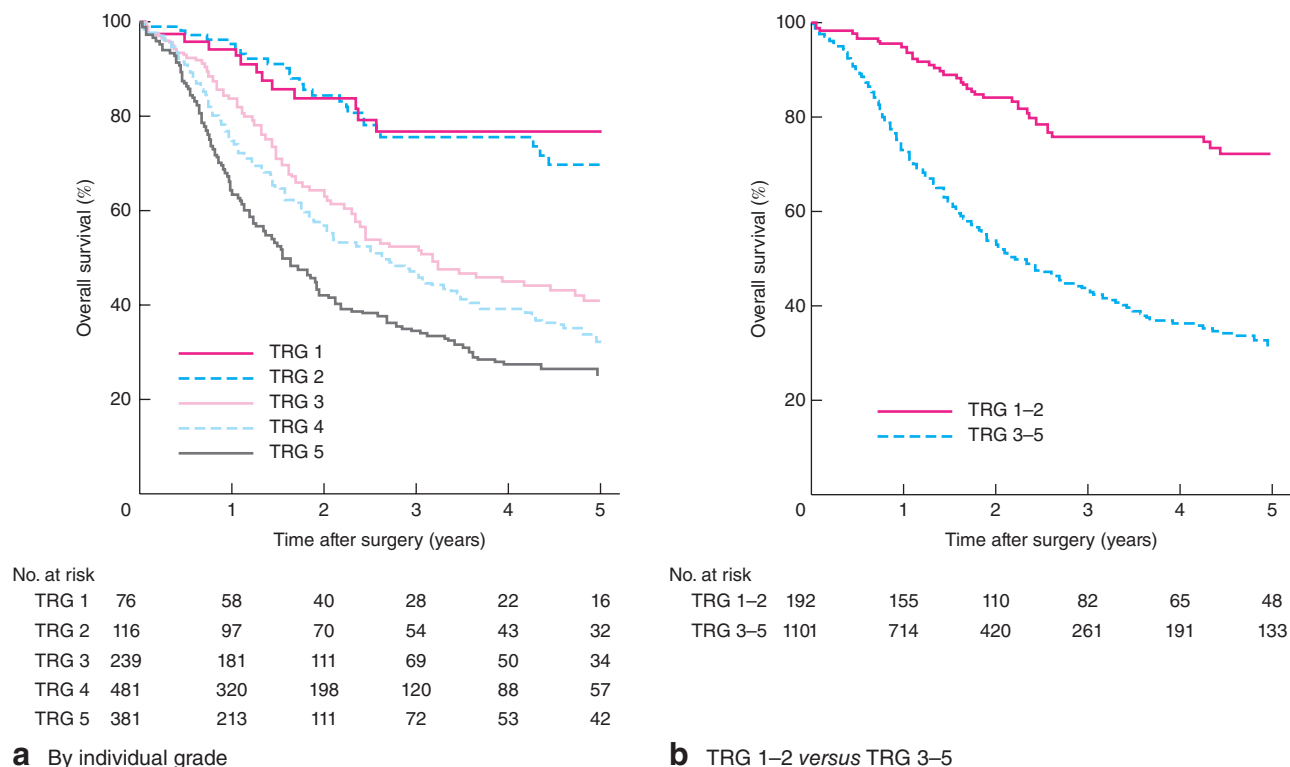 100
80
60
40
20
0
1
2
3
4
5
Overall survival (%)
Time after surgery (years)
TRG 1
TRG 2
TRG 3
TRG 4
TRG 5
No. at risk
TRG 1 76 58 40 28 22 16
TRG 2 116 97 70 54 43 32
TRG 3 239 181 111 69 50 34
TRG 4 481 320 198 120 88 57
TRG 5 381 213 111 72 53 42
a By individual grade
100
80
60
40
20
0
1
2
3
4
5
Overall survival (%)
Time after surgery (years)
TRG 1–2
TRG 3–5
No. at risk
TRG 1–2 192 155 110 82 65 48
TRG 3–5 1101 714 420 261 191 133
b TRG 1–2 versus TRG 3–5